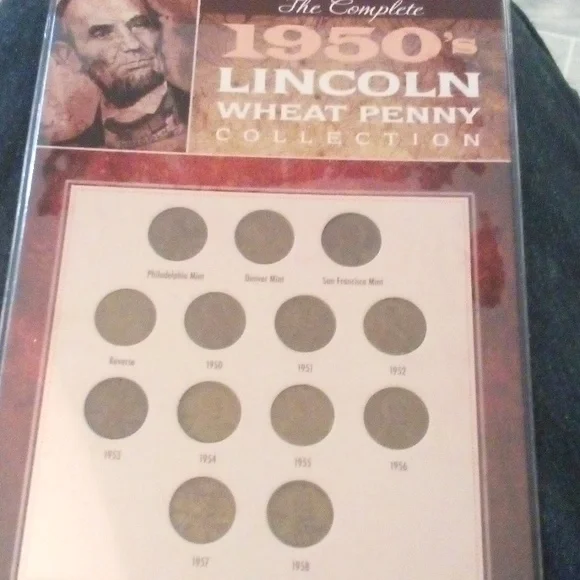 The Complete
1950's
LINCOLN
WHEAT PENNY
COLLECTION
Philadelphia Mint
Denver Mint
San Francisco Mint
Reverse
1950
1951
1952
1953
1954
1955
1956
1957
1958